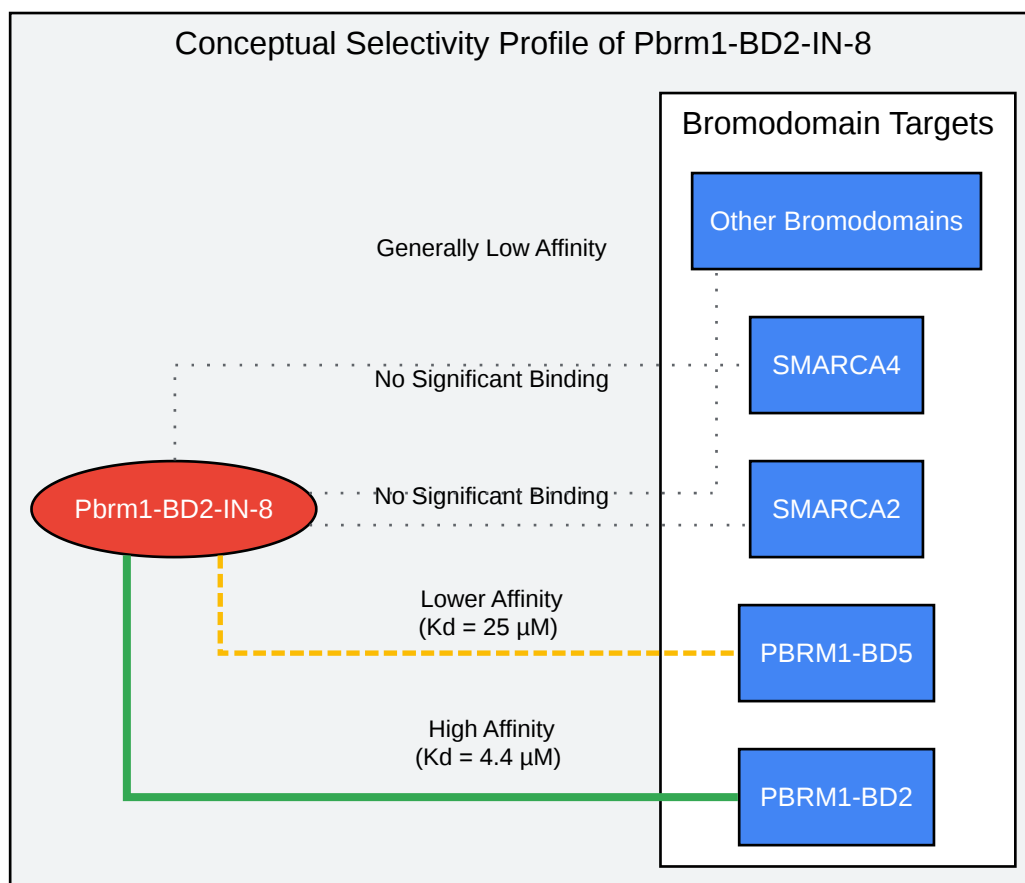 Conceptual Selectivity Profile of Pbrm1-BD2-IN-8
Bromodomain Targets
Other Bromodomains
Generally Low Affinity
SMARCA4
No Significant Binding
No Significant Binding
SMARCA2
Pbrm1-BD2-IN-8
Lower Affinity
(Kd = 25 µM)
PBRM1-BD5
High Affinity
(Kd = 4.4 µM)
PBRM1-BD2